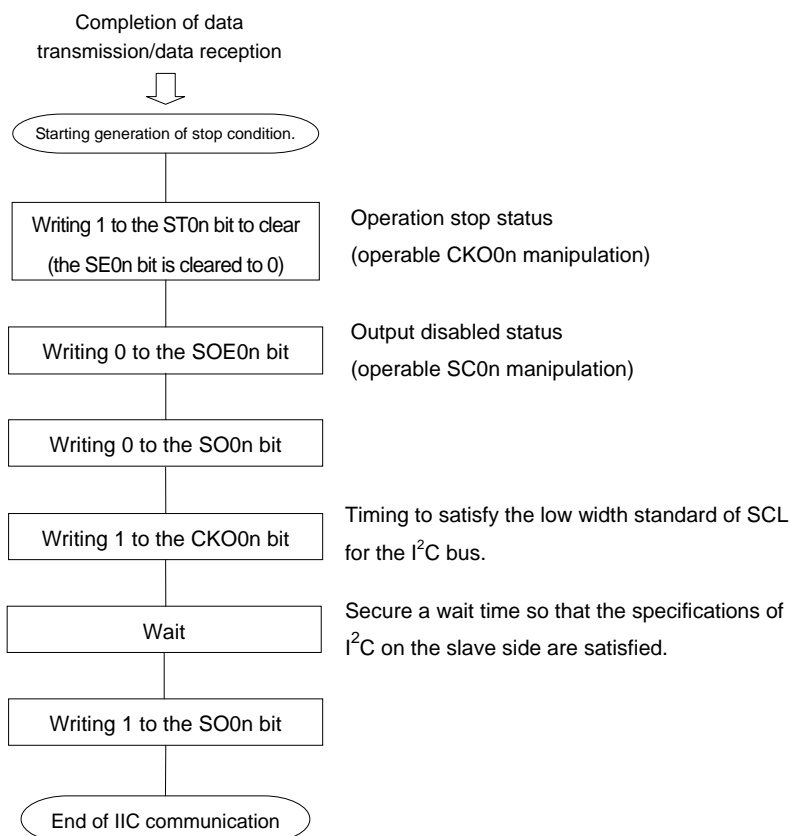 Completion of data
transmission/data reception
Starting generation of stop condition.
Writing 1 to the ST0n bit to clear
(the SE0n bit is cleared to 0)
Operation stop status
(operable CKO0n manipulation)
Writing 0 to the SOE0n bit
Output disabled status
(operable SC0n manipulation)
Writing 0 to the SO0n bit
Writing 1 to the CKO0n bit
Timing to satisfy the low width standard of SCL
for the I²C bus.
Wait
Secure a wait time so that the specifications of
I²C on the slave side are satisfied.
Writing 1 to the SO0n bit
End of IIC communication